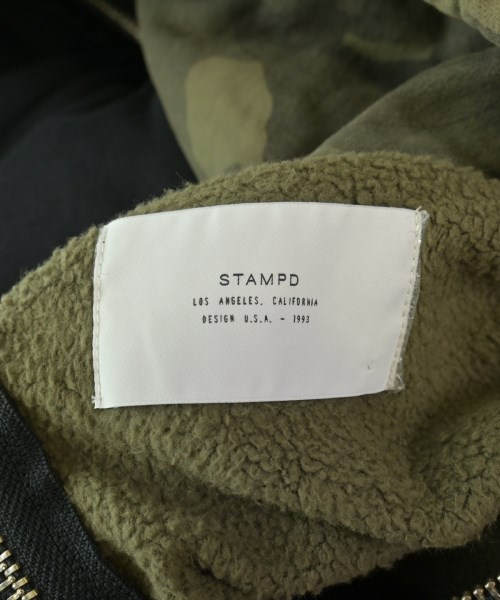 STAMPD
LOS ANGELES, CALIFORNIA
DESIGN U.S.A. - 1993